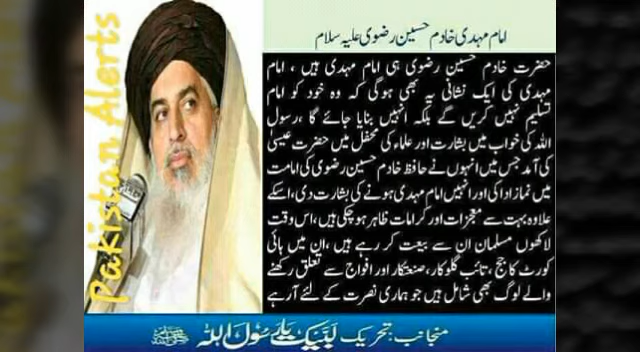 Pakistan Alerts
امام مہدی خادم حسین رضوی علیہ سلام
حضرت خادم حسین رضوی ہی امام مہدی ہیں ، امام
مہدی کی ایک نشانی یہ بھی ہوگی کہ وہ خود کو امام
تسلیم نہیں کریں گے بلکہ انہیں بنایا جائے گا ،رسول
اللہ کی خواب میں بشارت اور علماء کی محفل میں حضرت عیسیٰ
کی آمد جس میں انہوں نے حافظ خادم حسین رضوی کی امامت
میں نماز ادا کی اور انہیں امام مہدی ہونے کی بشارت دی، اسکے
علاوہ بہت سے معجزات اور کرامات ظاہر ہوچکی ہیں ،اس وقت
لاکھوں مسلمان ان سے بیعت کر رہے ہیں ،ان میں ہائی
کورٹ کا جج ، تائب گلوکار، صنعتکار اور افواج سے تعلق رکھنے
والے لوگ بھی شامل ہیں جو ہماری نصرت کے لئے آرہے
منجانب: تحریک لبیک یا رسول اللہ ﷺ